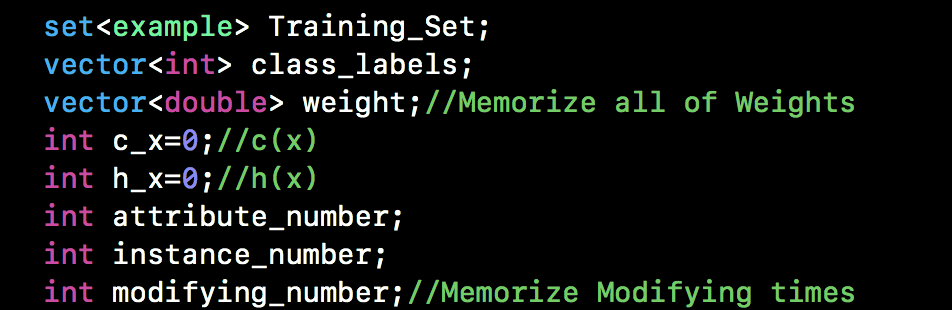 set<example> Training_Set;
vector<int> class_labels;
vector<double> weight;//Memorize all of Weights
int c_x=0;//c(x)
int h_x=0;//h(x)
int attribute_number;
int instance_number;
int modifying_number;//Memorize Modifying times